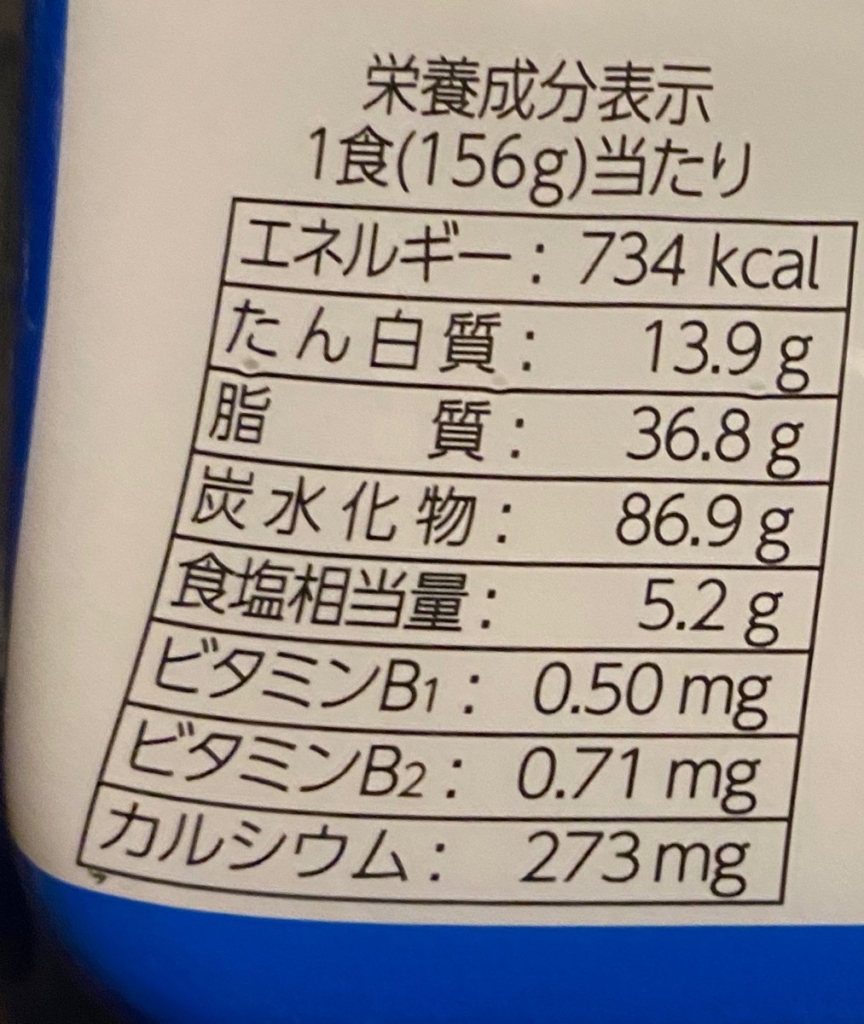 栄養成分表示
1食(156g)当たり
エネルギー: 734 kcal
たん白質: 13.9 g
脂質: 36.8 g
炭水化物: 86.9 g
食塩相当量: 5.2 g
ビタミンB1: 0.50 mg
ビタミンB2: 0.71 mg
カルシウム: 273 mg